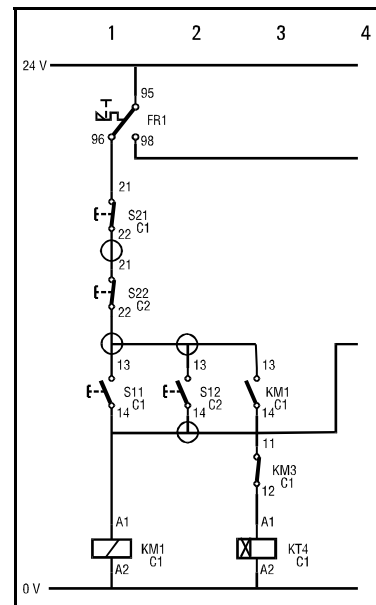 1 2 3 4
24 V
95
FR1
96 98
21
S21
C1
22
21
S22
C2
22
13 13 13
S11 S12 KM1
C1 C2 C1
14 14 14
11
KM3
C1
12
A1 A1
KM1 KT4
C1 C1
A2 A2
0 V